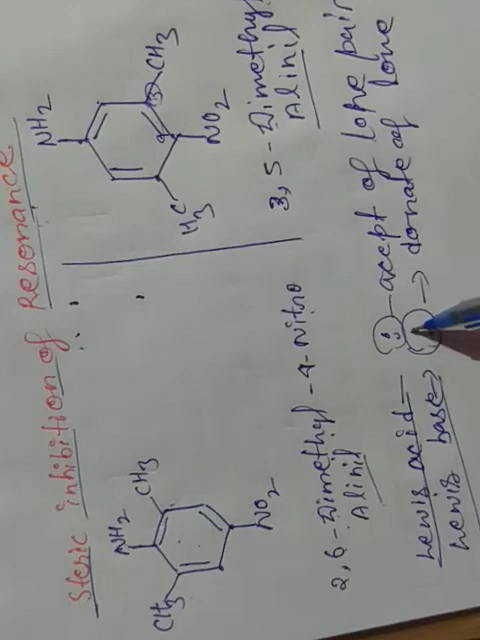 Steric inhibition of Resonance
NH2
CH3
CH3
NO2
2,6-Dimethyl-4-Nitro
Alinil
NH2
CH3
H3C
NO2
3,5-Dimethyl
Alinil
Lewis acid - acept of lone pair
Lewis base → donate of lone